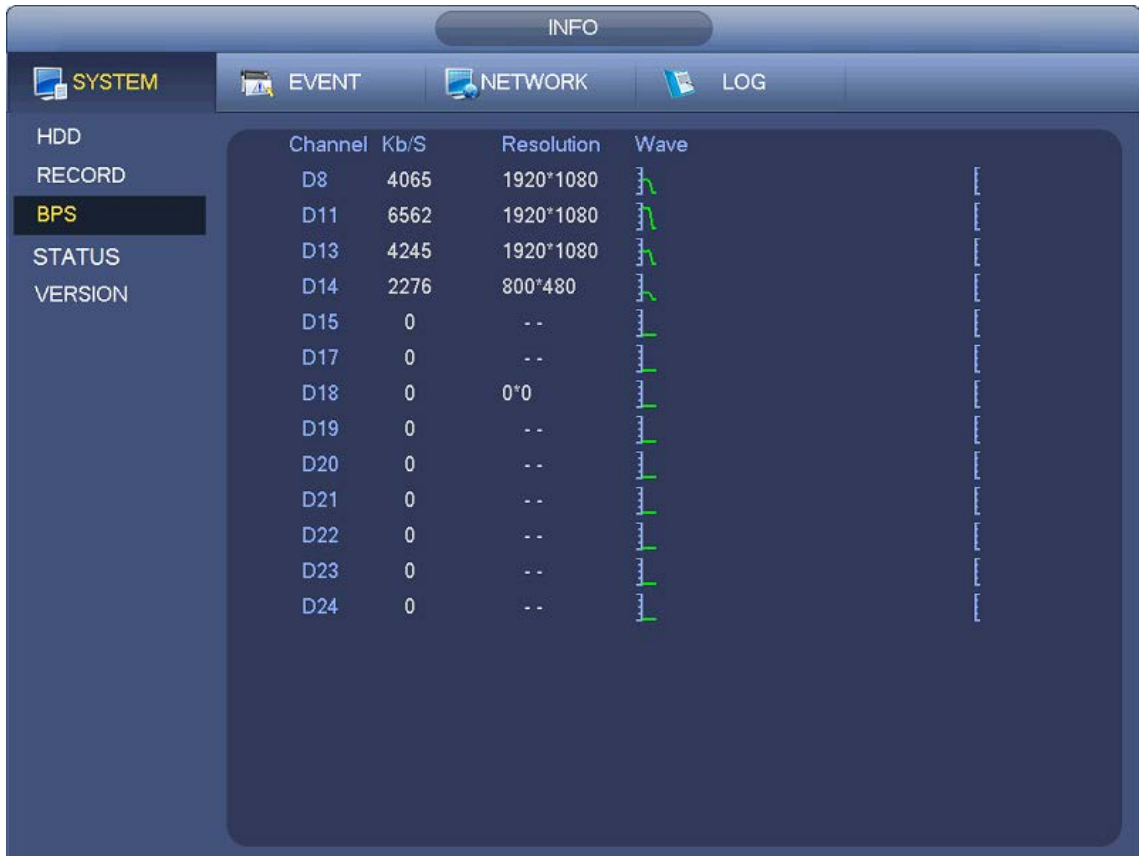 INFO
SYSTEM EVENT NETWORK LOG
HDD
RECORD
BPS
STATUS
VERSION
Channel Kb/S Resolution Wave
D8 4065 1920*1080
D11 6562 1920*1080
D13 4245 1920*1080
D14 2276 800*480
D15 0 - -
D17 0 - -
D18 0 0*0
D19 0 - -
D20 0 - -
D21 0 - -
D22 0 - -
D23 0 - -
D24 0 - -